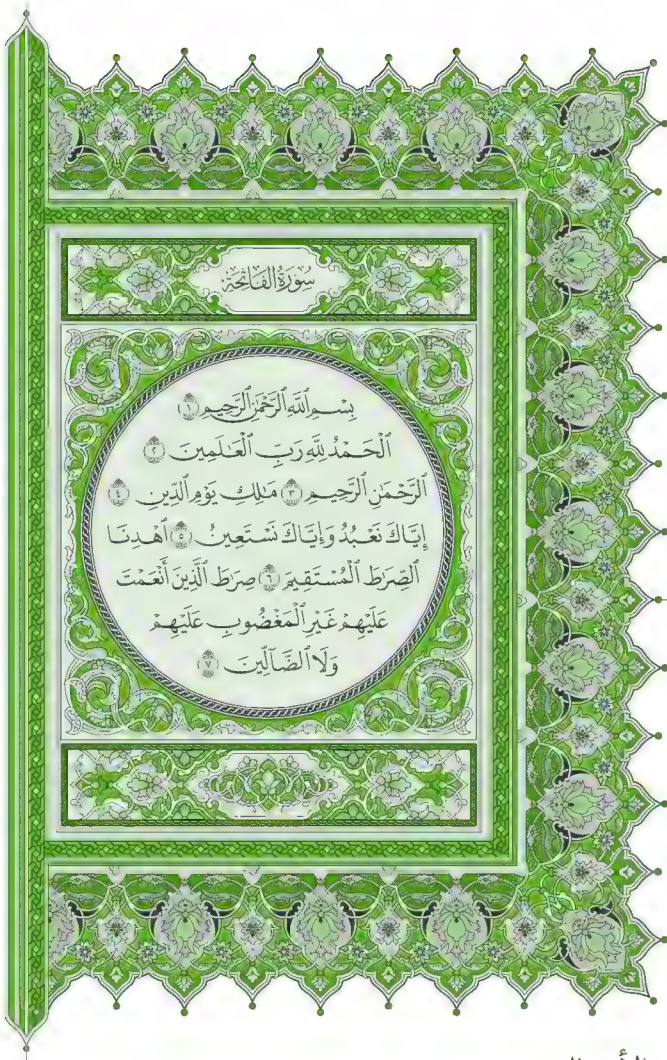 سُورَةُ الفَاتِحَةِ
بِسۡمِ ٱللَّهِ ٱلرَّحۡمَٰنِ ٱلرَّحِيمِ ١
ٱلۡحَمۡدُ لِلَّهِ رَبِّ ٱلۡعَٰلَمِينَ ٢
ٱلرَّحۡمَٰنِ ٱلرَّحِيمِ ٣ مَٰلِكِ يَوۡمِ ٱلدِّينِ ٤
إِيَّاكَ نَعۡبُدُ وَإِيَّاكَ نَسۡتَعِينُ ٥ ٱهۡدِنَا
ٱلصِّرَٰطَ ٱلۡمُسۡتَقِيمَ ٦ صِرَٰطَ ٱلَّذِينَ أَنۡعَمۡتَ
عَلَيۡهِمۡ غَيۡرِ ٱلۡمَغۡضُوبِ عَلَيۡهِمۡ
وَلَا ٱلضَّآلِّينَ ٧